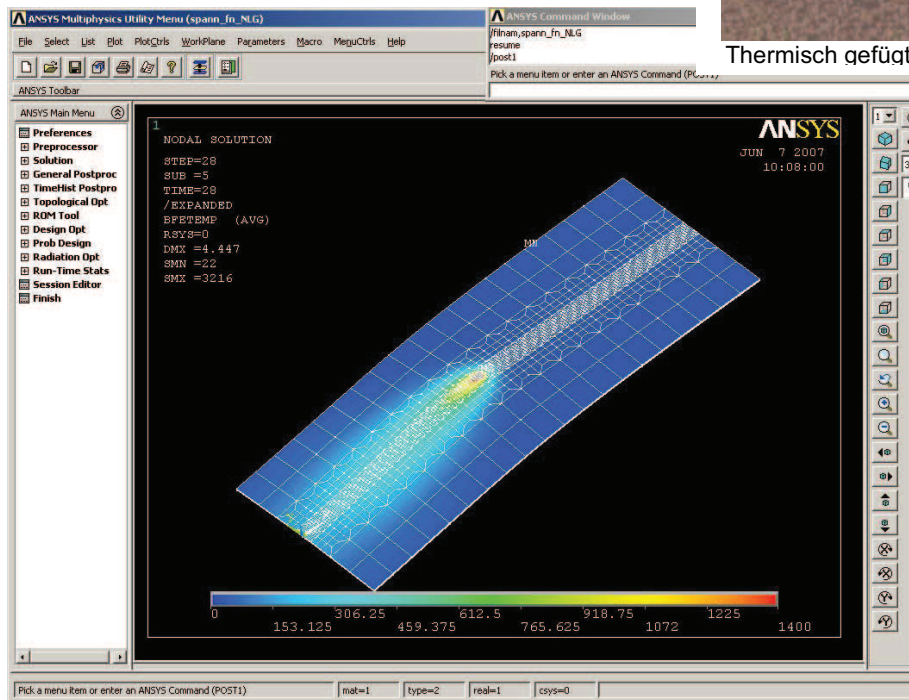 ANSYS Multiphysics Utility Menu (spann_fn_NLG)
File Select List Plot PlotCtrls WorkPlane Parameters Macro MenuCtrls Help
ANSYS Toolbar
ANSYS Command Window
/filnam,spann_fn_NLG
resume
/post1
Pick a menu item or enter an ANSYS Command (POST1)
Thermisch gefügt
ANSYS Main Menu
Preferences
Preprocessor
Solution
General Postproc
TimeHist Postpro
Topological Opt
ROM Tool
Design Opt
Prob Design
Radiation Opt
Run-Time Stats
Session Editor
Finish
1
NODAL SOLUTION
STEP=28
SUB =5
TIME=28
/EXPANDED
BFETEMP (AVG)
RSYS=0
DMX =4.447
SMN =22
SMX =3216
ANSYS
JUN 7 2007
10:08:00
MN
0 306.25 612.5 918.75 1225
153.125 459.375 765.625 1072 1400
1
Pick a menu item or enter an ANSYS Command (POST1) mat=1 type=2 real=1 csys=0